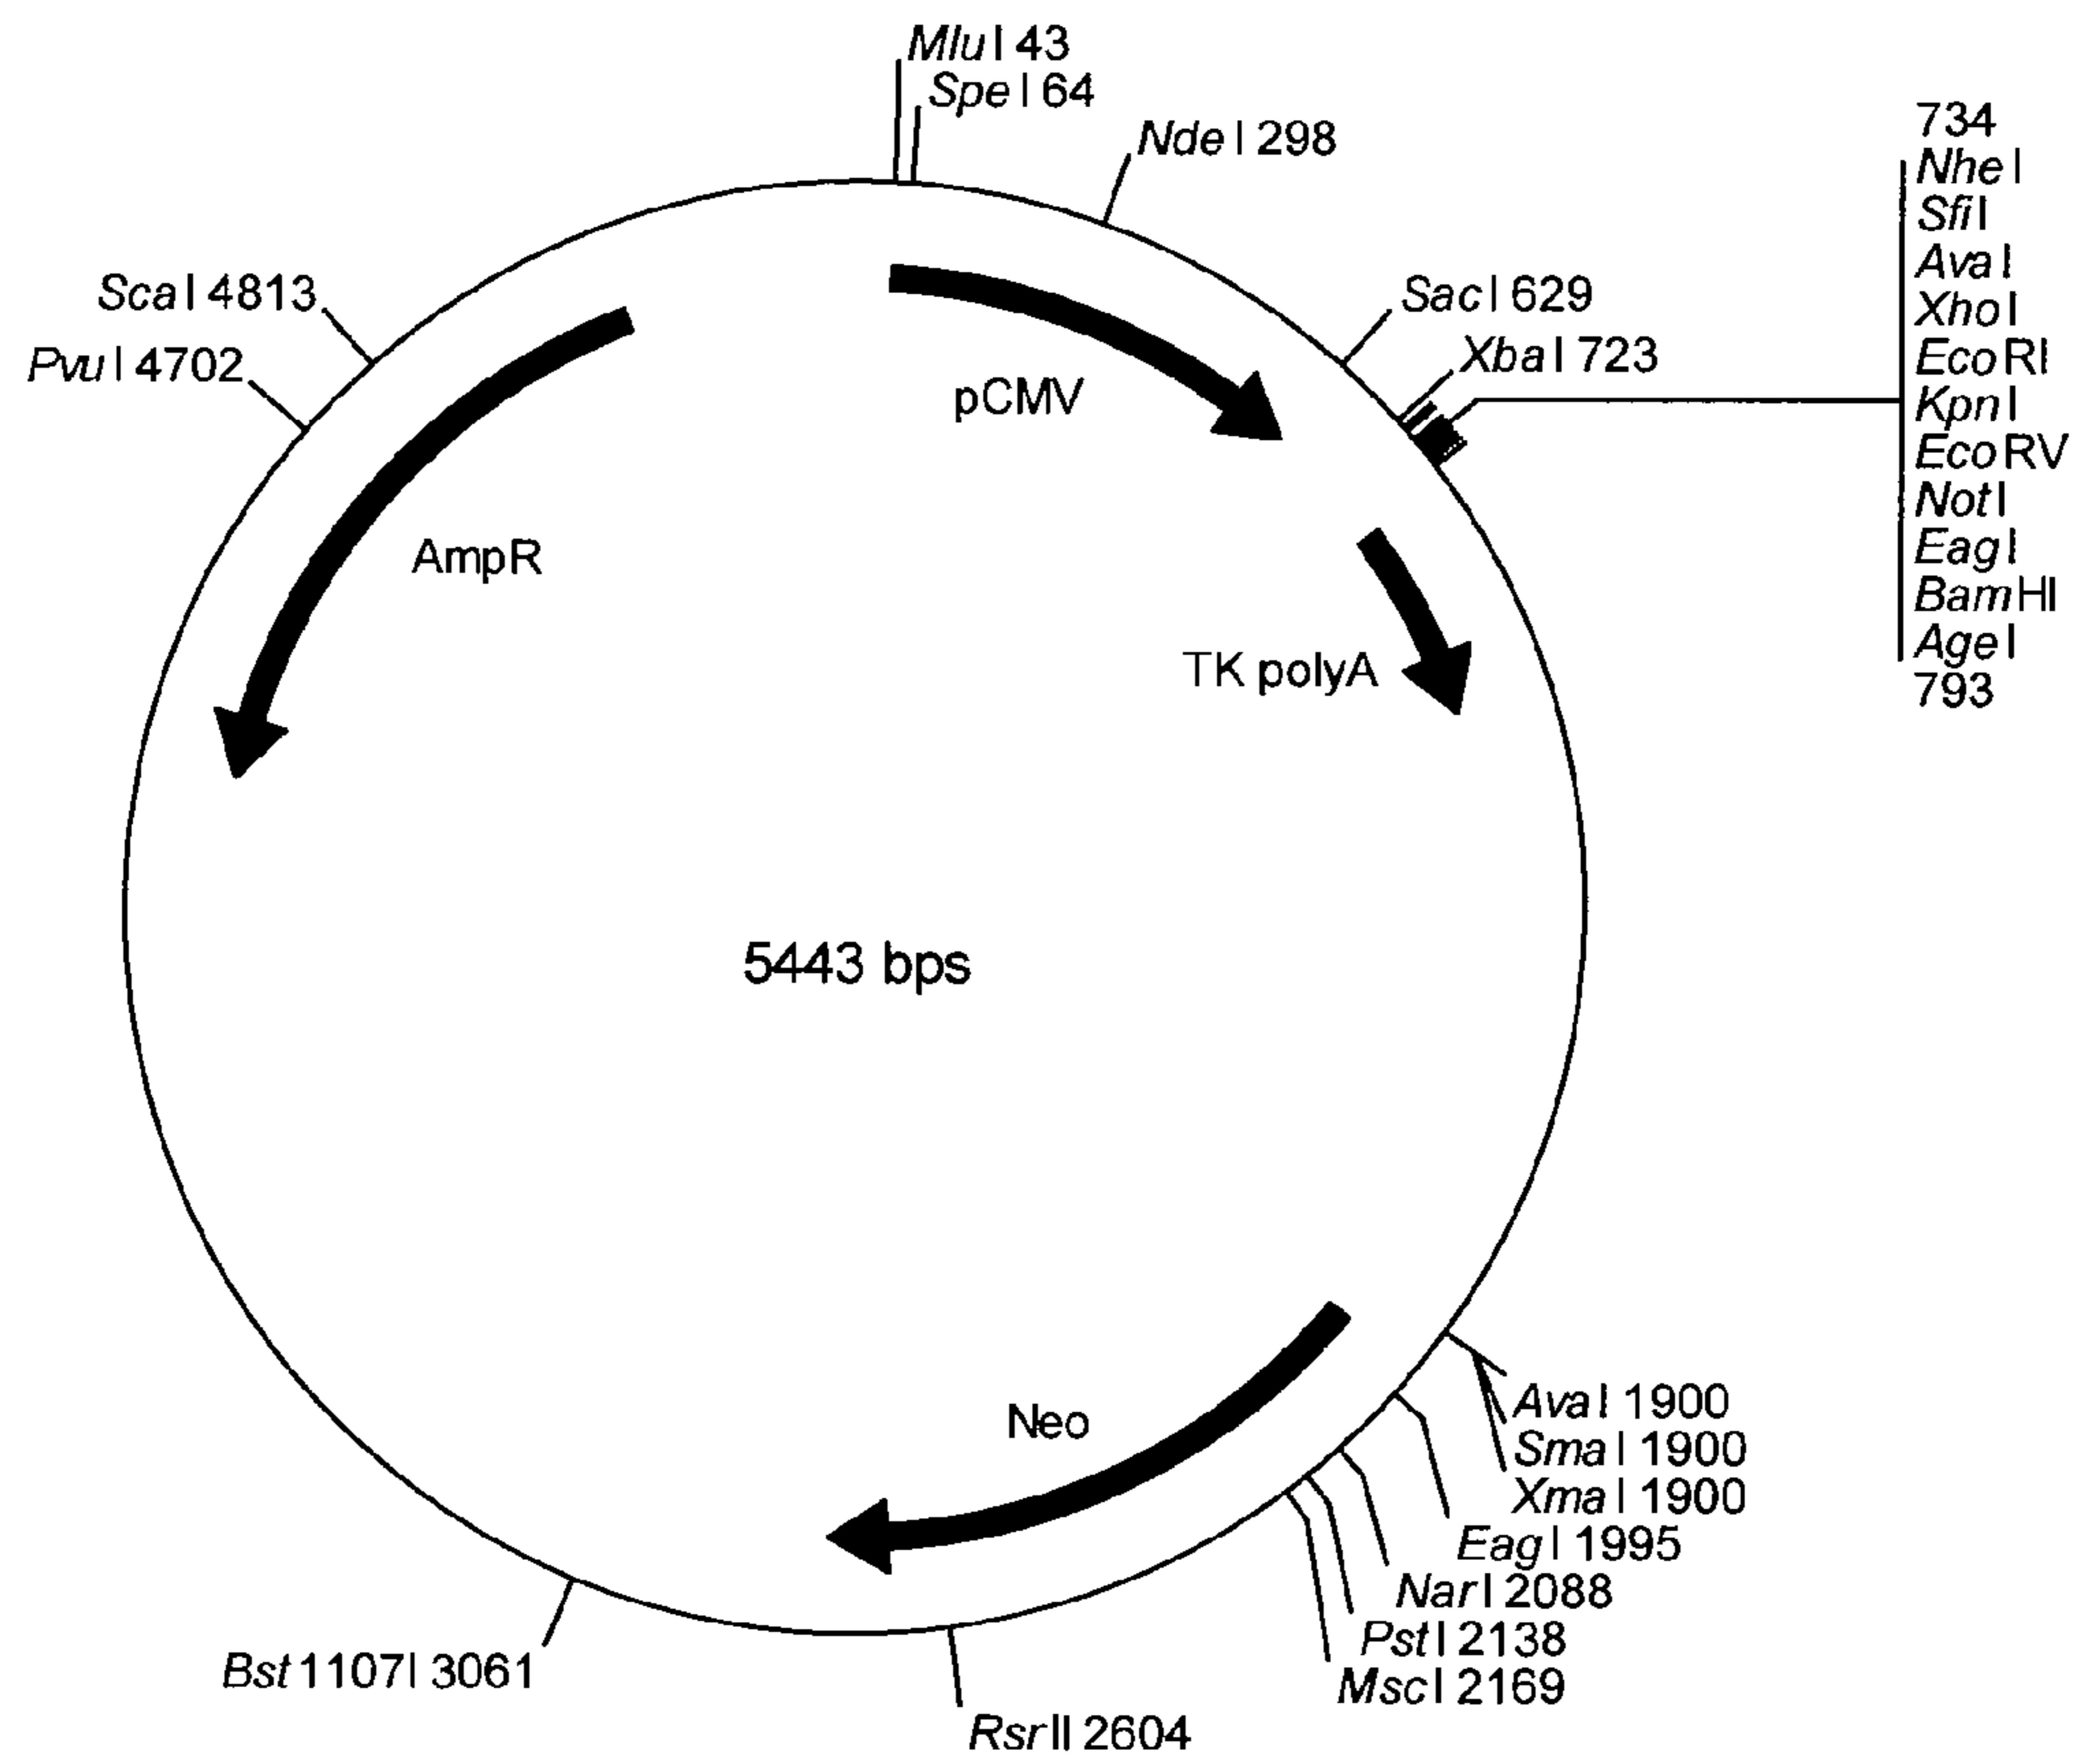 MluI 43
SpeI 64
NdeI 298
734
NheI
SfiI
AvaI
XhoI
EcoRI
KpnI
EcoRV
NotI
EagI
BamHI
AgeI
793
ScaI 4813
SacI 629
PvuI 4702
XbaI 723
pCMV
AmpR
TK polyA
5443 bps
Neo
AvaI 1900
SmaI 1900
XmaI 1900
EagI 1995
NarI 2088
PstI 2138
MscI 2169
Bst1107I 3061
RsrII 2604